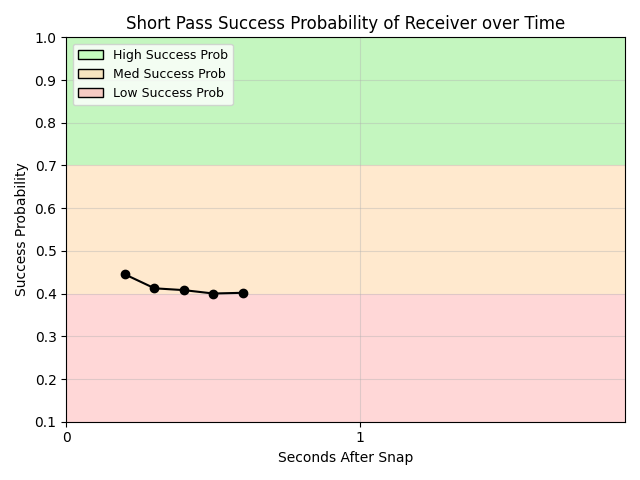 Short Pass Success Probability of Receiver over Time
1.0
High Success Prob
Med Success Prob
Low Success Prob
0.9
0.8
0.7
0.6
0.5
0.4
0.3
0.2
0.1
Success Probability
0
1
Seconds After Snap